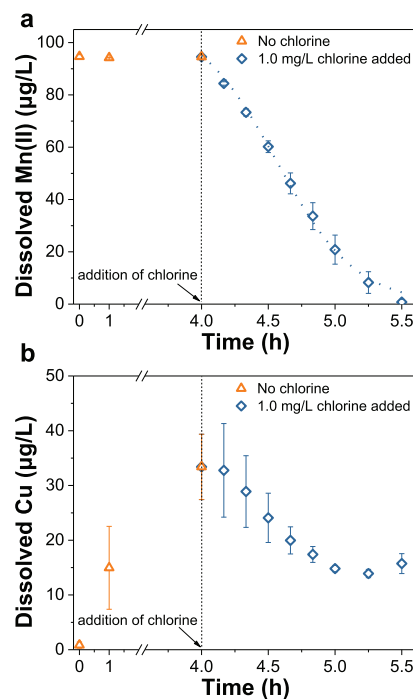 a
No chlorine
1.0 mg/L chlorine added
100
80
60
40
20
0
Dissolved Mn(II) (µg/L)
addition of chlorine
0 1 4.0 4.5 5.0 5.5
Time (h)
b
No chlorine
1.0 mg/L chlorine added
50
40
30
20
10
0
Dissolved Cu (µg/L)
addition of chlorine
0 1 4.0 4.5 5.0 5.5
Time (h)